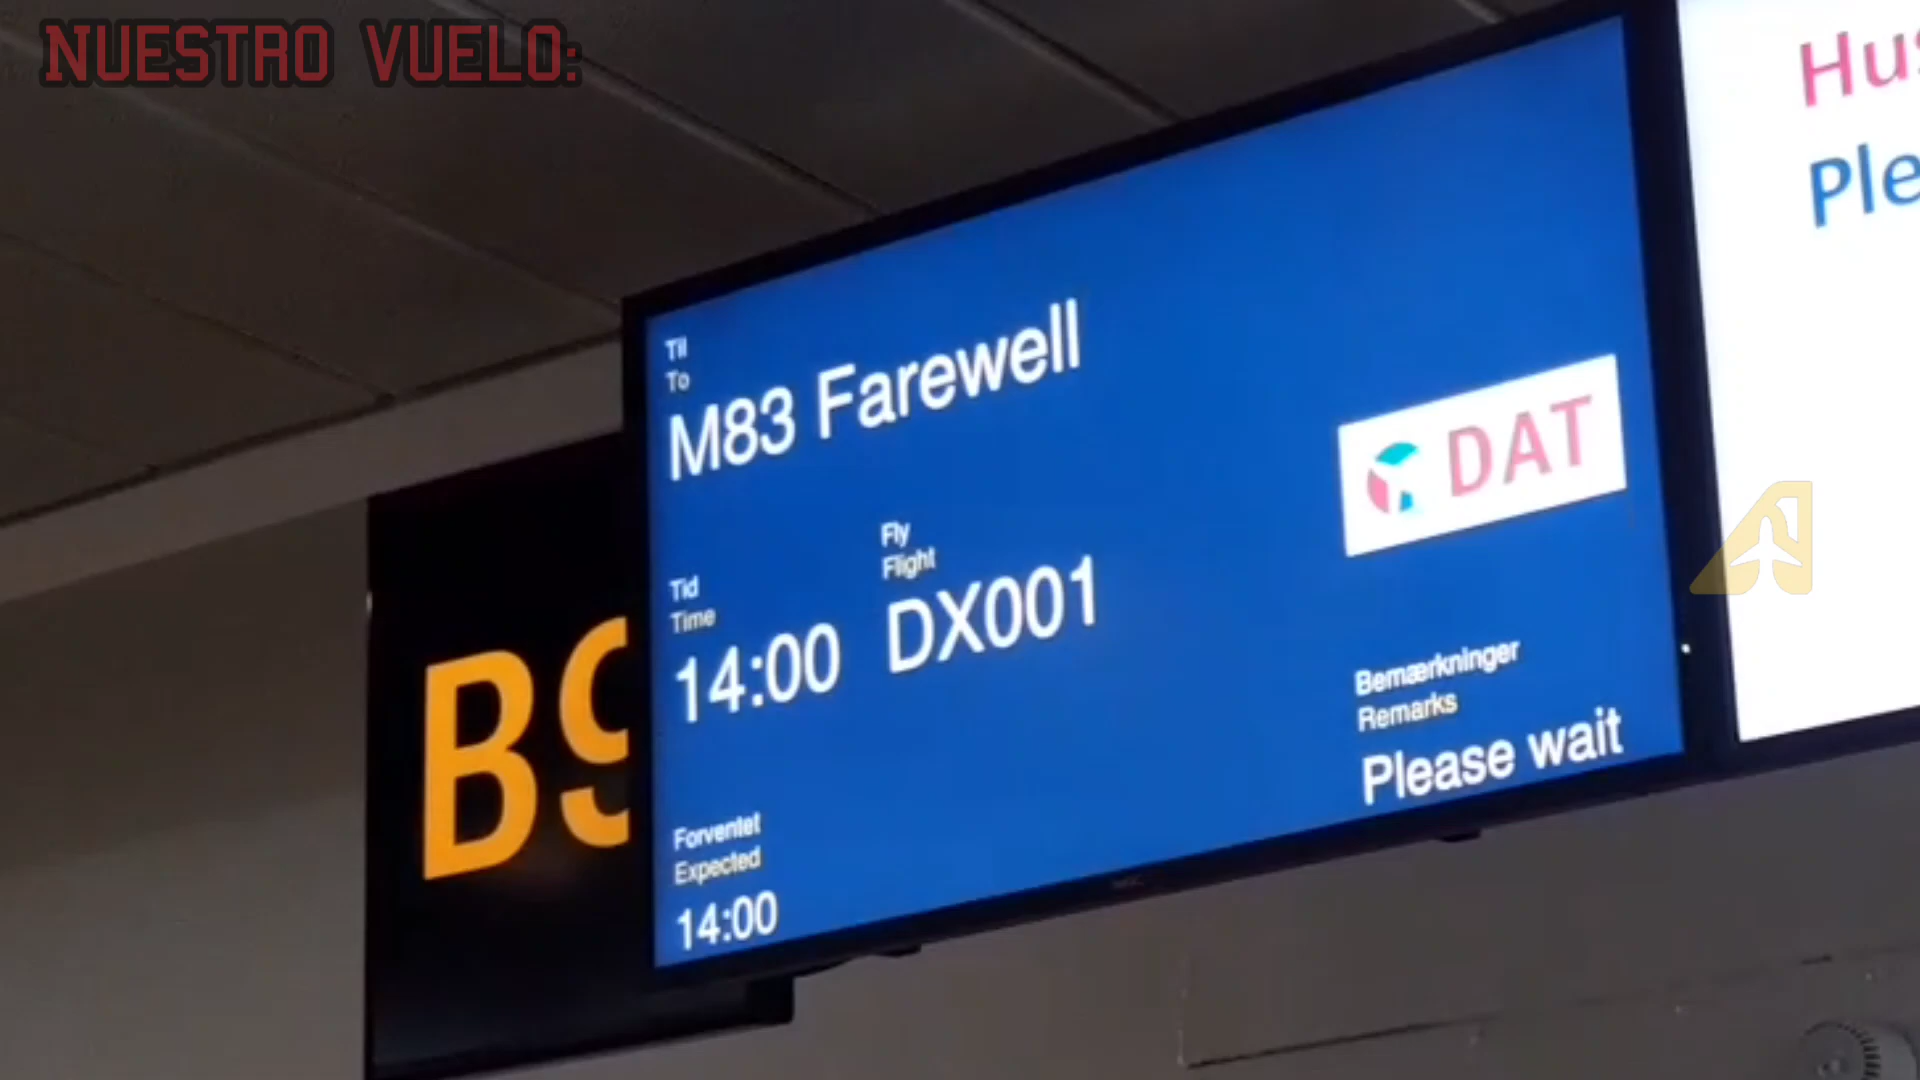 NUESTRO VUELO:
Til
To
M83 Farewell
DAT
Tid
Time
14:00
Fly
Flight
DX001
Bemærkninger
Remarks
Please wait
Forventet
Expected
14:00